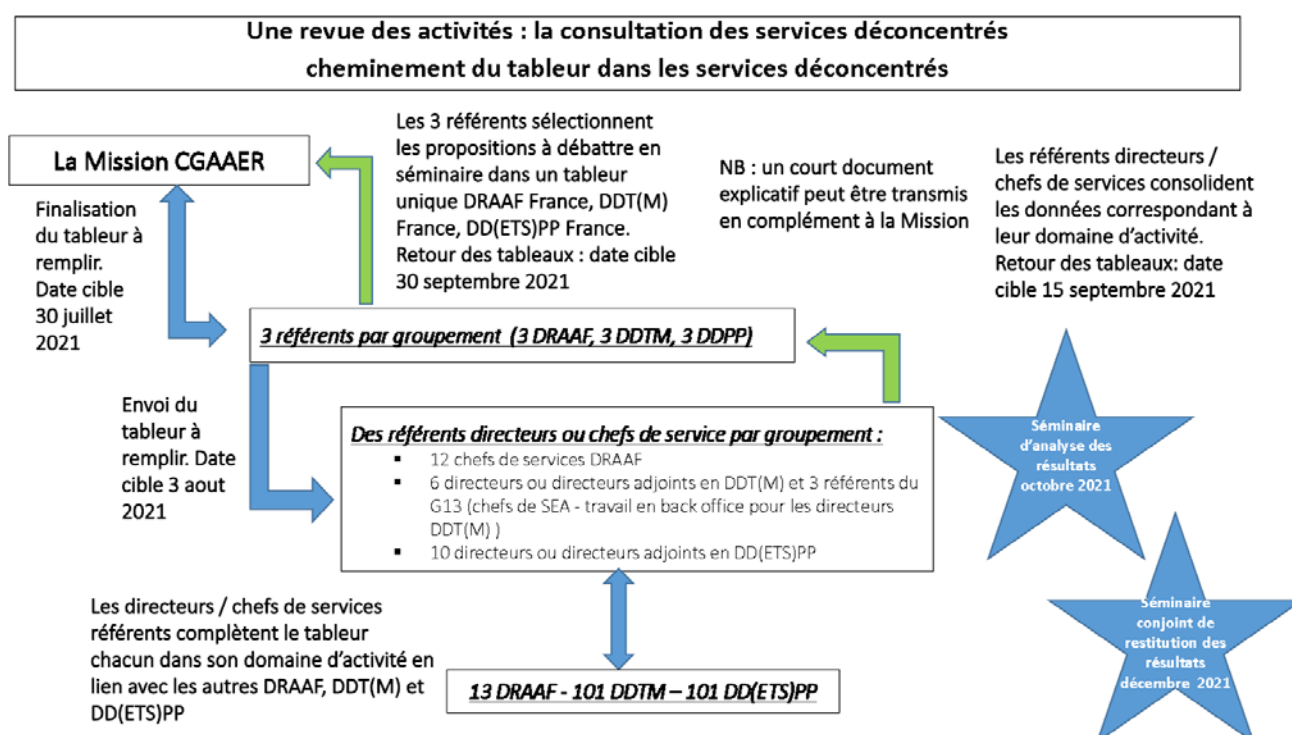 Une revue des activités : la consultation des services déconcentrés
cheminement du tableur dans les services déconcentrés
La Mission CGAAER
Finalisation
du tableur à
remplir.
Date cible
30 juillet
2021
Les 3 référents sélectionnent
les propositions à débattre en
séminaire dans un tableur
unique DRAAF France, DDT(M)
France, DD(ETS)PP France.
Retour des tableaux : date cible
30 septembre 2021
NB : un court document
explicatif peut être transmis
en complément à la Mission
Les référents directeurs /
chefs de services consolident
les données correspondant à
leur domaine d'activité.
Retour des tableaux: date
cible 15 septembre 2021
3 référents par groupement (3 DRAAF, 3 DDTM, 3 DDPP)
Envoi du
tableur à
remplir. Date
cible 3 aout
2021
Des référents directeurs ou chefs de service par groupement :
▪ 12 chefs de services DRAAF
▪ 6 directeurs ou directeurs adjoints en DDT(M) et 3 référents du
G13 (chefs de SEA - travail en back office pour les directeurs
DDT(M) )
▪ 10 directeurs ou directeurs adjoints en DD(ETS)PP
Séminaire
d'analyse des
résultats
octobre 2021
Séminaire
conjoint de
restitution des
résultats
décembre 2021
Les directeurs / chefs de services
référents complètent le tableur
chacun dans son domaine d'activité en
lien avec les autres DRAAF, DDT(M) et
DD(ETS)PP
13 DRAAF - 101 DDTM – 101 DD(ETS)PP